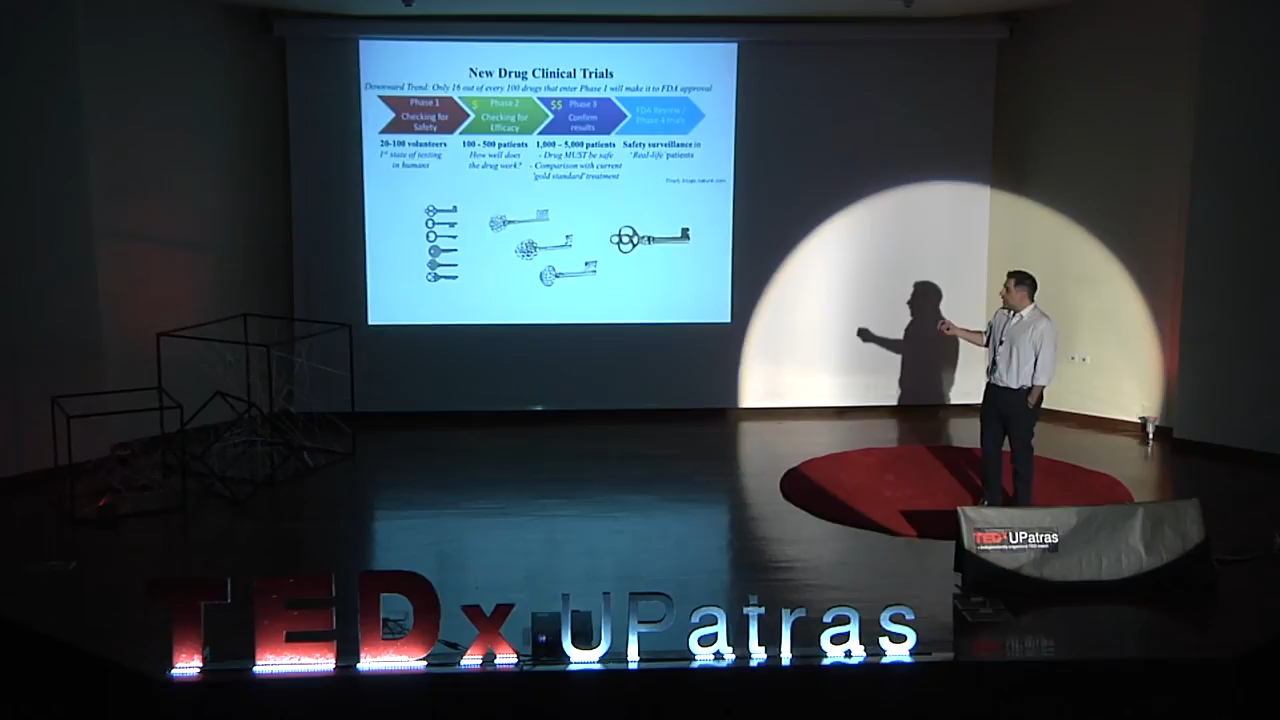 New Drug Clinical Trials
Downward Trend: Only 16 out of every 100 drugs that enter Phase 1 will make it to FDA approval
Phase 1
Checking for
Safety
$ Phase 2
Checking for
Efficacy
$$ Phase 3
Confirm
results
FDA Review /
Phase 4 trials
20-100 volunteers
1st state of testing
in humans
100 - 500 patients
How well does
the drug work?
1,000 – 5,000 patients
- Drug MUST be safe
- Comparison with current
'gold standard' treatment
Safety surveillance in
'Real-life' patients
TEDxUPatras
TEDxUPatras